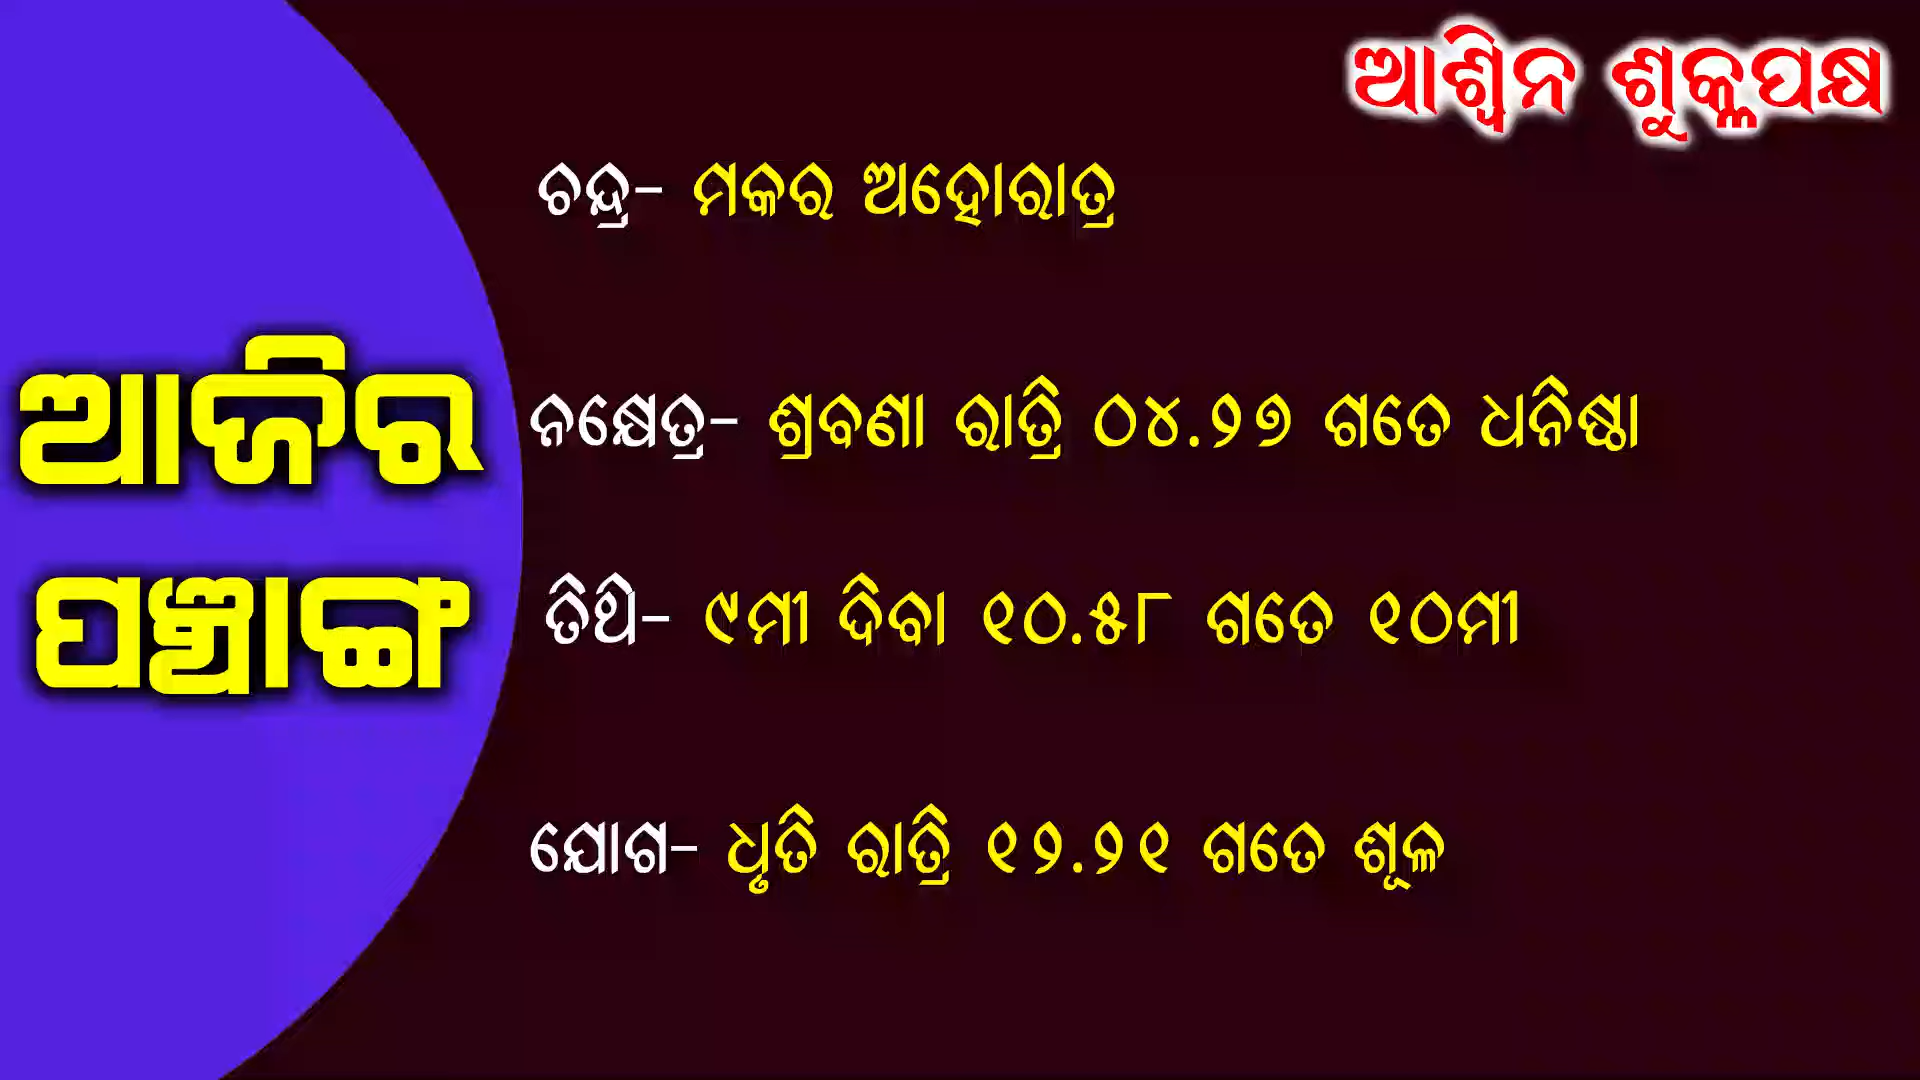 ଆଶ୍ୱିନ ଶୁକ୍ଳପକ୍ଷ
ଚନ୍ଦ୍ର- ମକର ଅହୋରାତ୍ର
ଆଜିର
ପଞ୍ଚାଙ୍ଗ
ନକ୍ଷେତ୍ର- ଶ୍ରବଣା ରାତ୍ରି ୦୪.୨୭ ଗତେ ଧନିଷ୍ଠା
ତିଥି- ୯ମୀ ଦିବା ୧୦.୫୮ ଗତେ ୧୦ମୀ
ଯୋଗ- ଧୃତି ରାତ୍ରି ୧୨.୨୧ ଗତେ ଶୂଳ